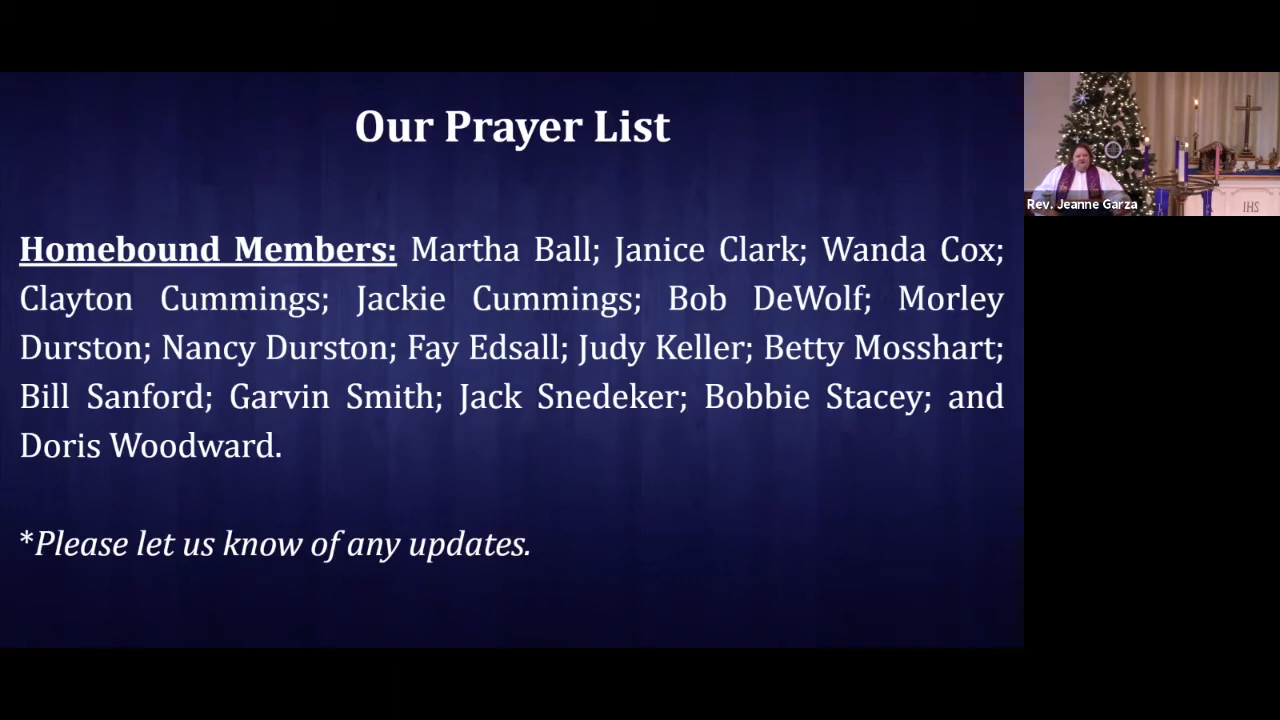 Our Prayer List
Homebound Members: Martha Ball; Janice Clark; Wanda Cox;
Clayton Cummings; Jackie Cummings; Bob DeWolf; Morley
Durston; Nancy Durston; Fay Edsall; Judy Keller; Betty Mosshart;
Bill Sanford; Garvin Smith; Jack Snedeker; Bobbie Stacey; and
Doris Woodward.
*Please let us know of any updates.
Rev. Jeanne Garza
IHS